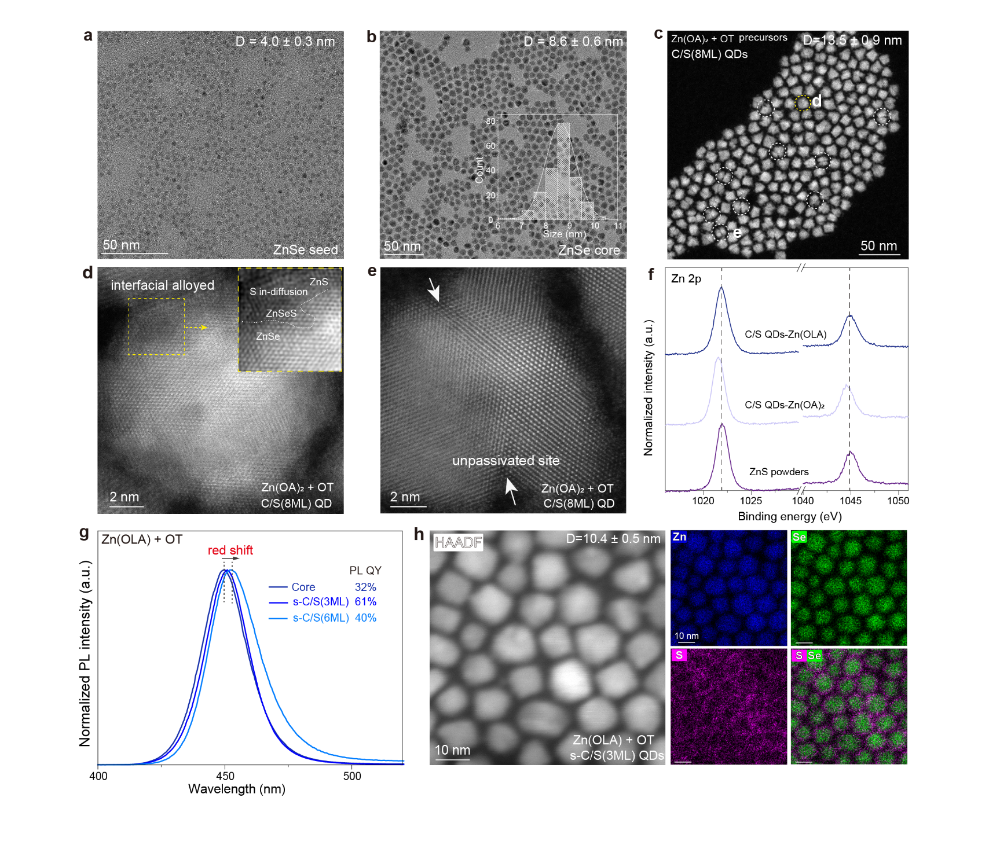 a
D = 4.0 ± 0.3 nm
50 nm
ZnSe seed
b
D = 8.6 ± 0.6 nm
80
60
40
20
0
Count
6 7 8 9 10 11
Size (nm)
50 nm
ZnSe core
c
Zn(OA)₂ + OT precursors
D=13.5 ± 0.9 nm
C/S(8ML) QDs
d
e
50 nm
d
interfacial alloyed
ZnS
S in-diffusion
ZnSeS
ZnSe
2 nm
Zn(OA)₂ + OT
C/S(8ML) QD
e
unpassivated site
2 nm
Zn(OA)₂ + OT
C/S(8ML) QD
f
Zn 2p
C/S QDs-Zn(OLA)
C/S QDs-Zn(OA)₂
ZnS powders
Normalized intensity (a.u.)
1020 1025 1040 1045 1050
Binding energy (eV)
g
Zn(OLA) + OT
red shift
PL QY
Core 32%
s-C/S(3ML) 61%
s-C/S(6ML) 40%
Normalized PL intensity (a.u.)
400 450 500
Wavelength (nm)
h
HAADF
D=10.4 ± 0.5 nm
10 nm
Zn(OLA) + OT
s-C/S(3ML) QDs
Zn
10 nm
Se
S
S Se